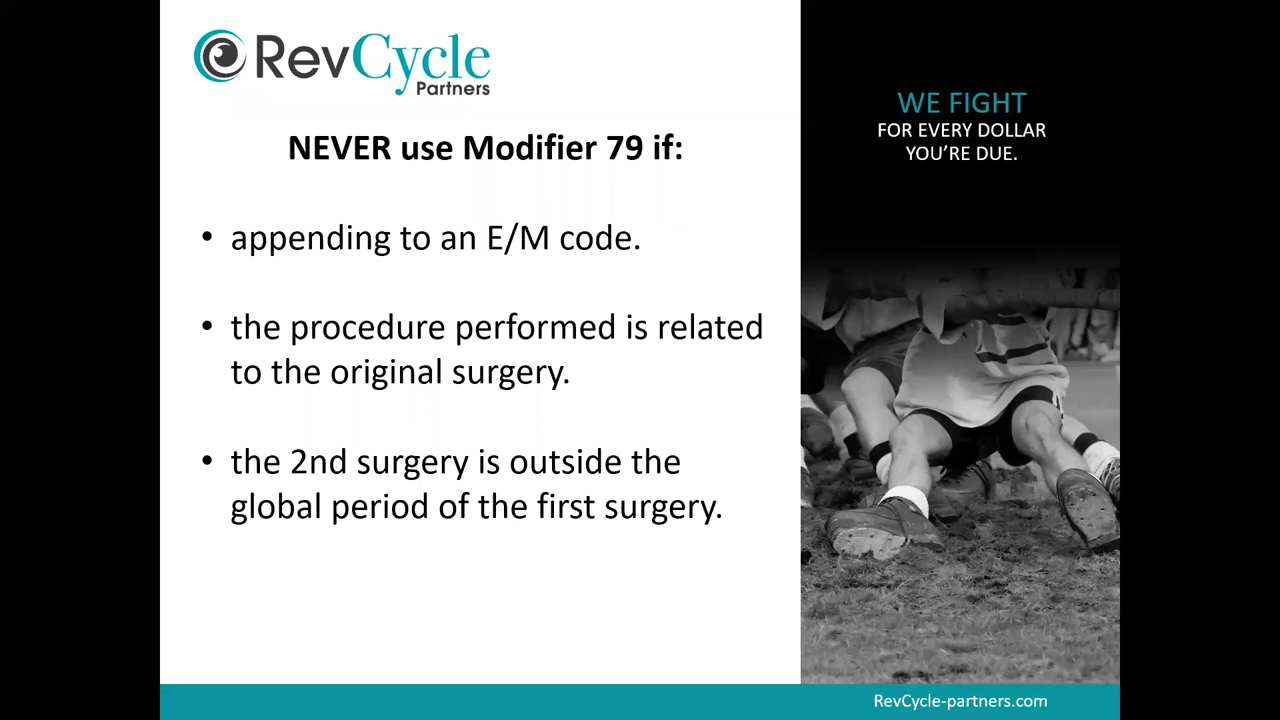 RevCycle
Partners
NEVER use Modifier 79 if:
• appending to an E/M code.
• the procedure performed is related
to the original surgery.
• the 2nd surgery is outside the
global period of the first surgery.
WE FIGHT
FOR EVERY DOLLAR
YOU'RE DUE.
RevCycle-partners.com